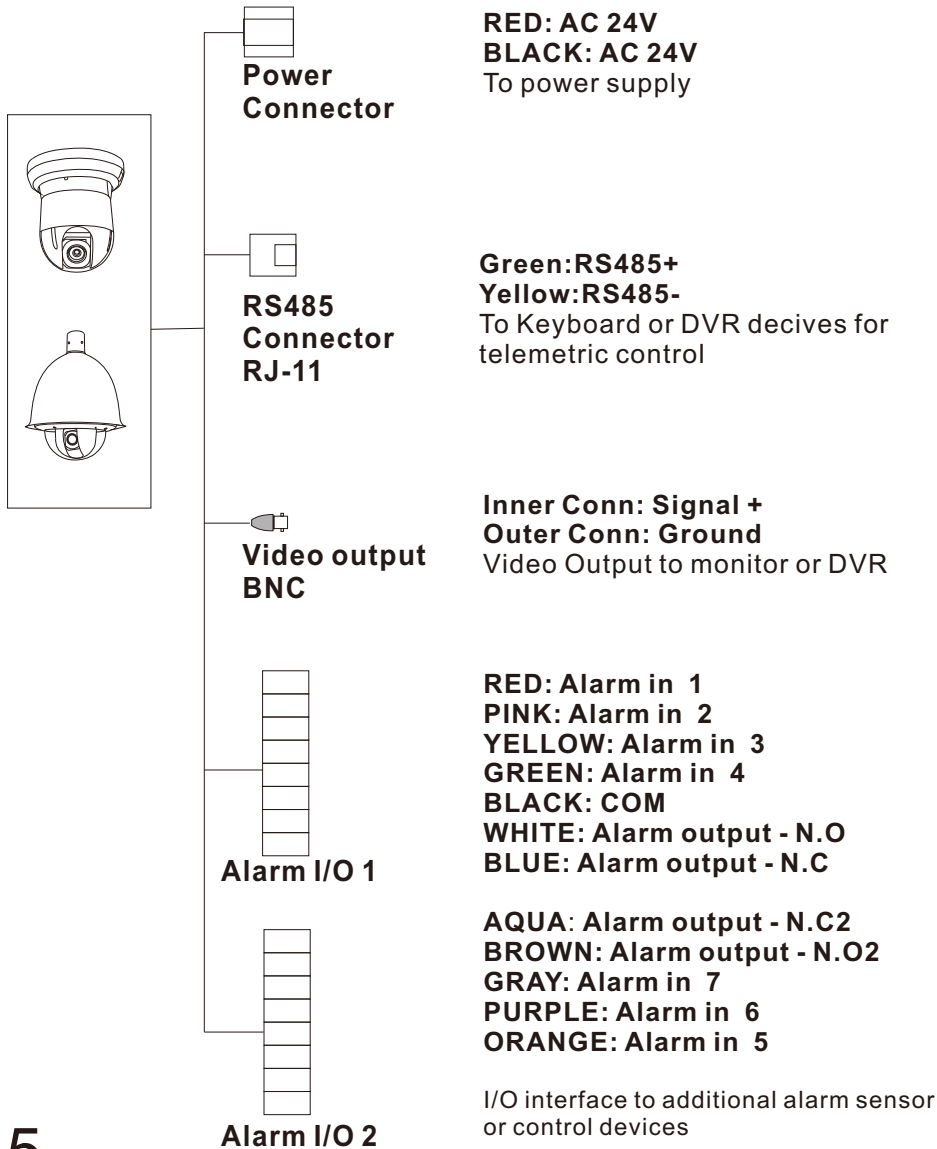 RED: AC 24V
BLACK: AC 24V
To power supply
Power
Connector
Green:RS485+
Yellow:RS485-
To Keyboard or DVR decives for
telemetric control
RS485
Connector
RJ-11
Inner Conn: Signal +
Outer Conn: Ground
Video Output to monitor or DVR
Video output
BNC
RED: Alarm in 1
PINK: Alarm in 2
YELLOW: Alarm in 3
GREEN: Alarm in 4
BLACK: COM
WHITE: Alarm output - N.O
BLUE: Alarm output - N.C
Alarm I/O 1
AQUA: Alarm output - N.C2
BROWN: Alarm output - N.O2
GRAY: Alarm in 7
PURPLE: Alarm in 6
ORANGE: Alarm in 5
I/O interface to additional alarm sensor
or control devices
Alarm I/O 2
5